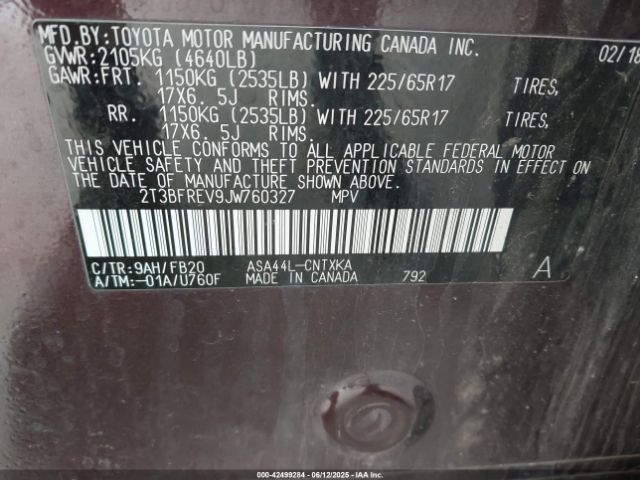 MFD.BY:TOYOTA MOTOR MANUFACTURING CANADA INC. 02/18
GVWR:2105KG (4640LB)
GAWR:FRT. 1150KG (2535LB) WITH 225/65R17 TIRES,
17X6.5J RIMS.
RR. 1150KG (2535LB) WITH 225/65R17 TIRES,
17X6.5J RIMS.
THIS VEHICLE CONFORMS TO ALL APPLICABLE FEDERAL MOTOR
VEHICLE SAFETY AND THEFT PREVENTION STANDARDS IN EFFECT ON
THE DATE OF MANUFACTURE SHOWN ABOVE.
2T3BFREV9JW760327 MPV
C/TR:9AH/FB20 ASA44L-CNTXKA A
A/TM:-01A/U760F MADE IN CANADA 792
000-42499284 - 06/12/2025 - IAA Inc.